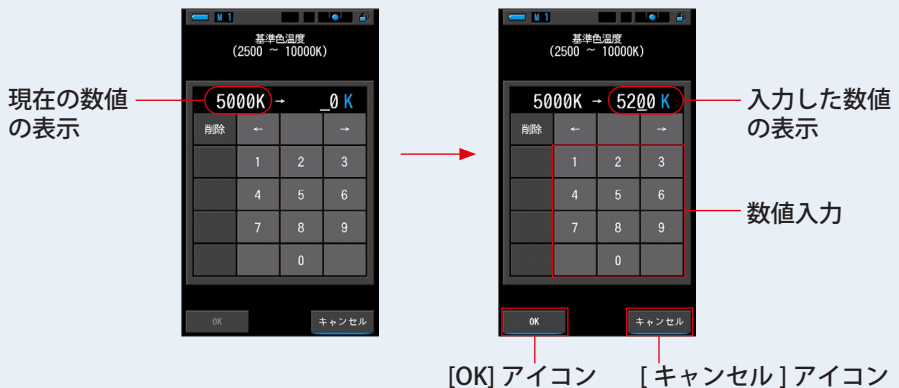 M 1
基準色温度
(2500 ~ 10000K)
現在の数値
の表示
5000K → _0 K
削除 ← →
1 2 3
4 5 6
7 8 9
0
OK キャンセル
M 1
基準色温度
(2500 ~ 10000K)
5000K → 5200 K
入力した数値
の表示
削除 ← →
1 2 3
4 5 6
7 8 9
0
数値入力
OK キャンセル
[OK] アイコン
[ キャンセル ] アイコン